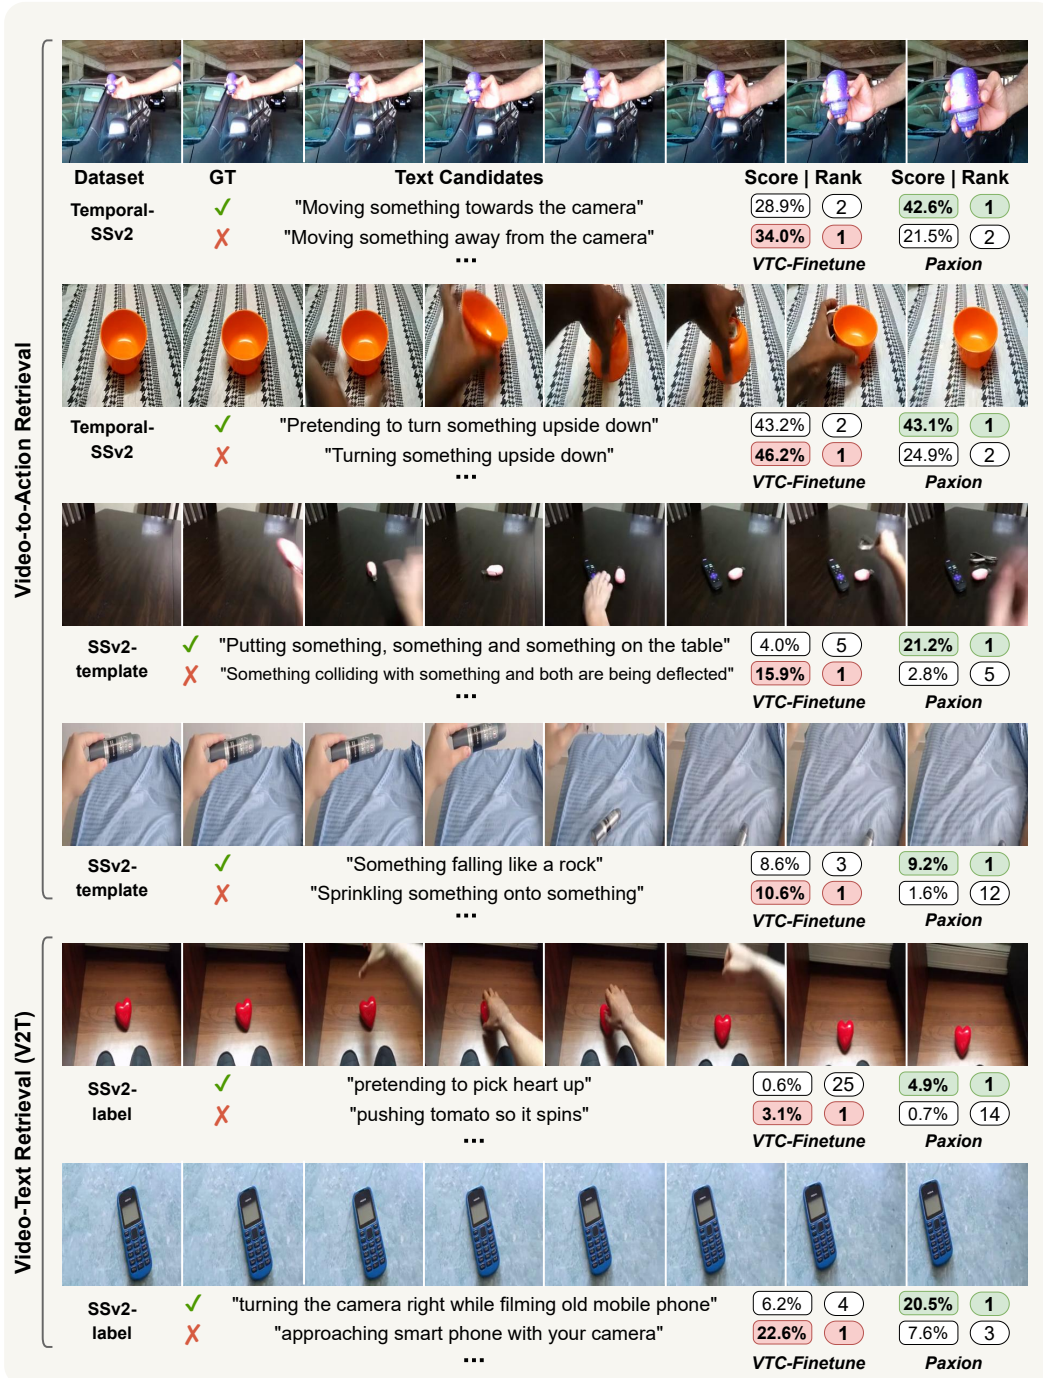 Video-to-Action Retrieval
Dataset GT Text Candidates Score | Rank Score | Rank
Temporal-SSv2
✓ "Moving something towards the camera" 28.9% 2 42.6% 1
✗ "Moving something away from the camera" 34.0% 1 21.5% 2
... VTC-Finetune Paxion
Temporal-SSv2
✓ "Pretending to turn something upside down" 43.2% 2 43.1% 1
✗ "Turning something upside down" 46.2% 1 24.9% 2
... VTC-Finetune Paxion
SSv2-template
✓ "Putting something, something and something on the table" 4.0% 5 21.2% 1
✗ "Something colliding with something and both are being deflected" 15.9% 1 2.8% 5
... VTC-Finetune Paxion
SSv2-template
✓ "Something falling like a rock" 8.6% 3 9.2% 1
✗ "Sprinkling something onto something" 10.6% 1 1.6% 12
... VTC-Finetune Paxion
Video-Text Retrieval (V2T)
SSv2-label
✓ "pretending to pick heart up" 0.6% 25 4.9% 1
✗ "pushing tomato so it spins" 3.1% 1 0.7% 14
... VTC-Finetune Paxion
SSv2-label
✓ "turning the camera right while filming old mobile phone" 6.2% 4 20.5% 1
✗ "approaching smart phone with your camera" 22.6% 1 7.6% 3
... VTC-Finetune Paxion